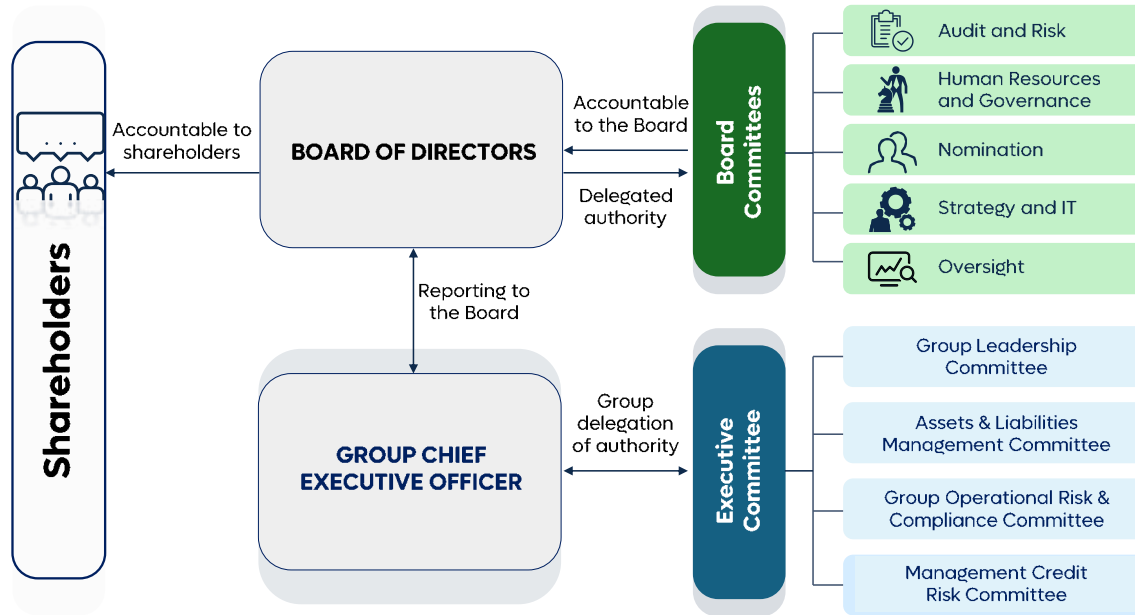 Shareholders
. . .
Accountable to
shareholders
BOARD OF DIRECTORS
Accountable
to the Board
Delegated
authority
Board
Committees
Audit and Risk
Human Resources
and Governance
Nomination
Strategy and IT
Oversight
Reporting to
the Board
GROUP CHIEF
EXECUTIVE OFFICER
Group
delegation
of authority
Executive
Committee
Group Leadership
Committee
Assets & Liabilities
Management Committee
Group Operational Risk &
Compliance Committee
Management Credit
Risk Committee